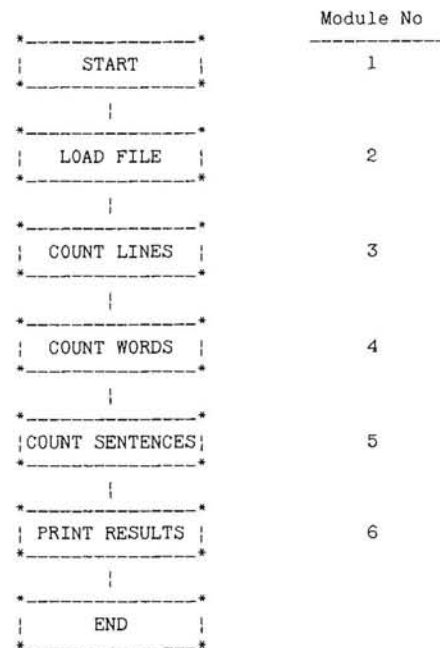 Module No
START 1
LOAD FILE 2
COUNT LINES 3
COUNT WORDS 4
COUNT SENTENCES 5
PRINT RESULTS 6
END